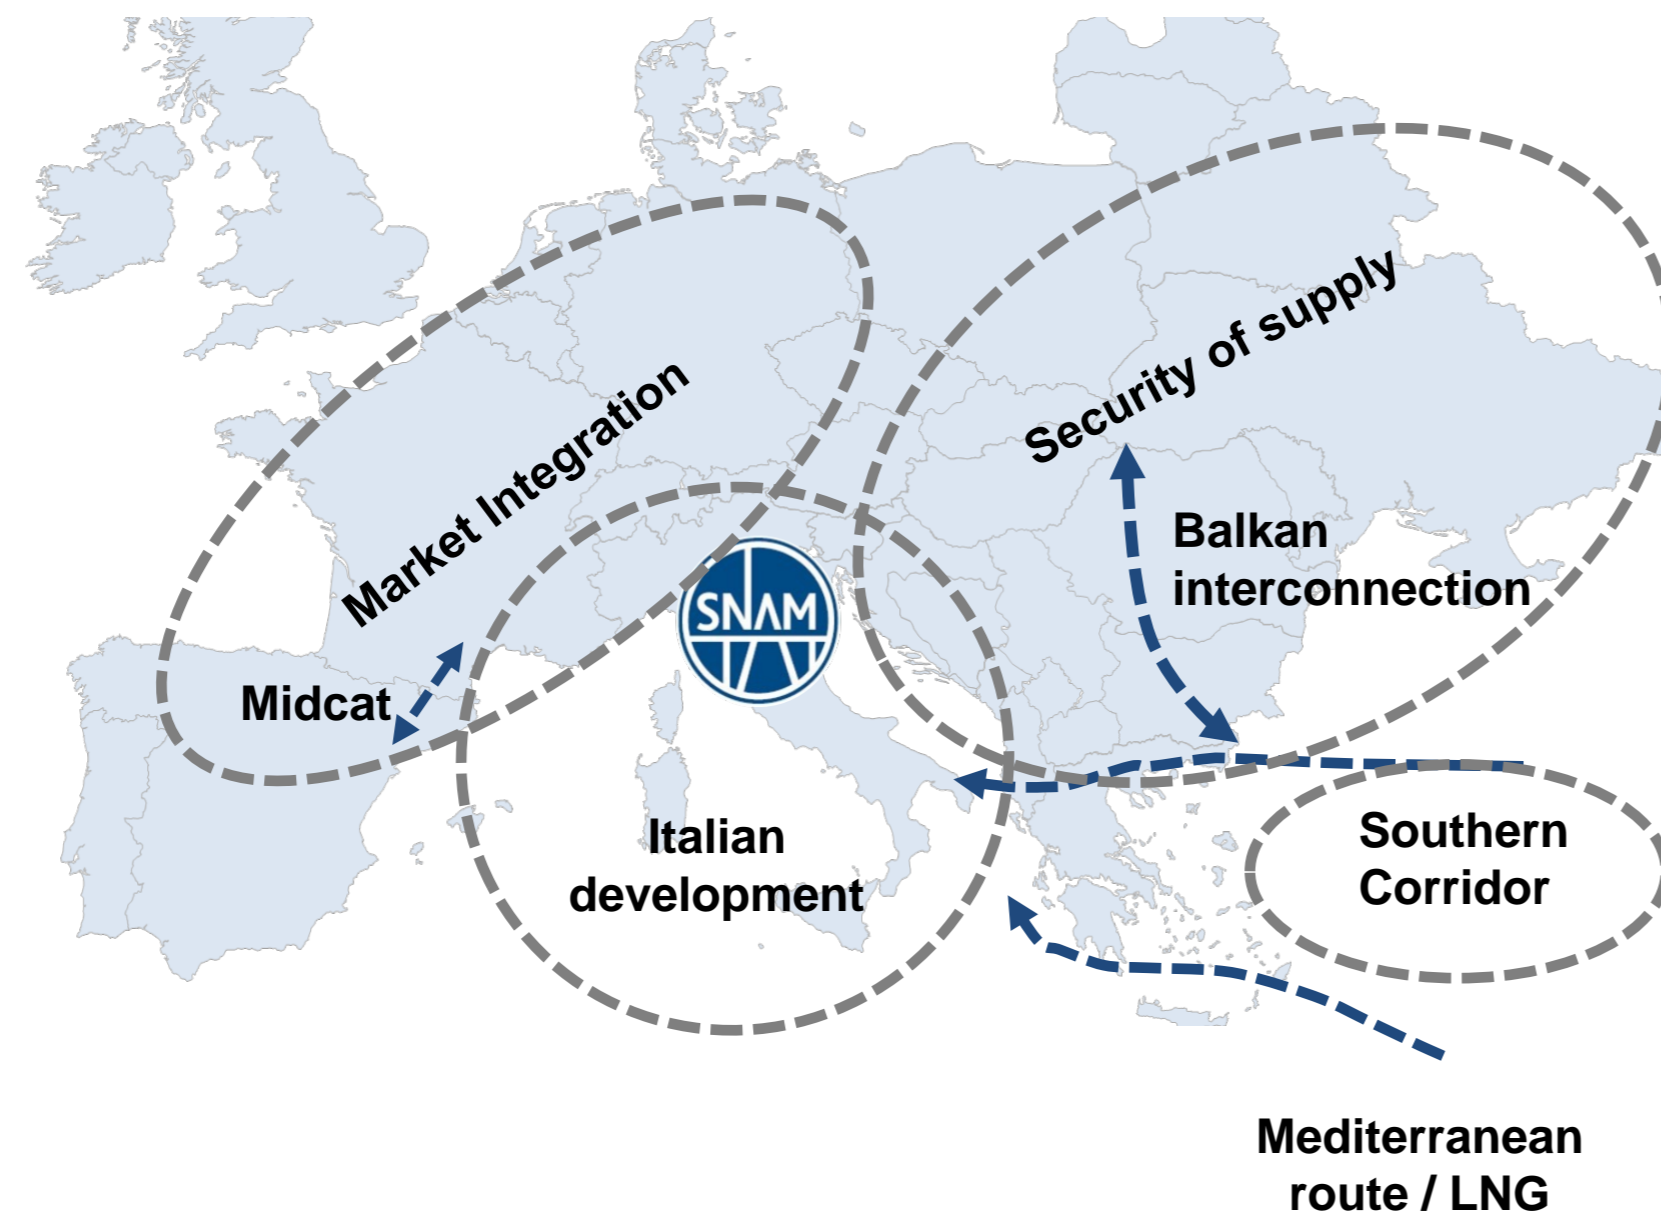 Security of supply
Market Integration
Balkan
interconnection
SNAM
Midcat
Italian
development
Southern
Corridor
Mediterranean
route / LNG